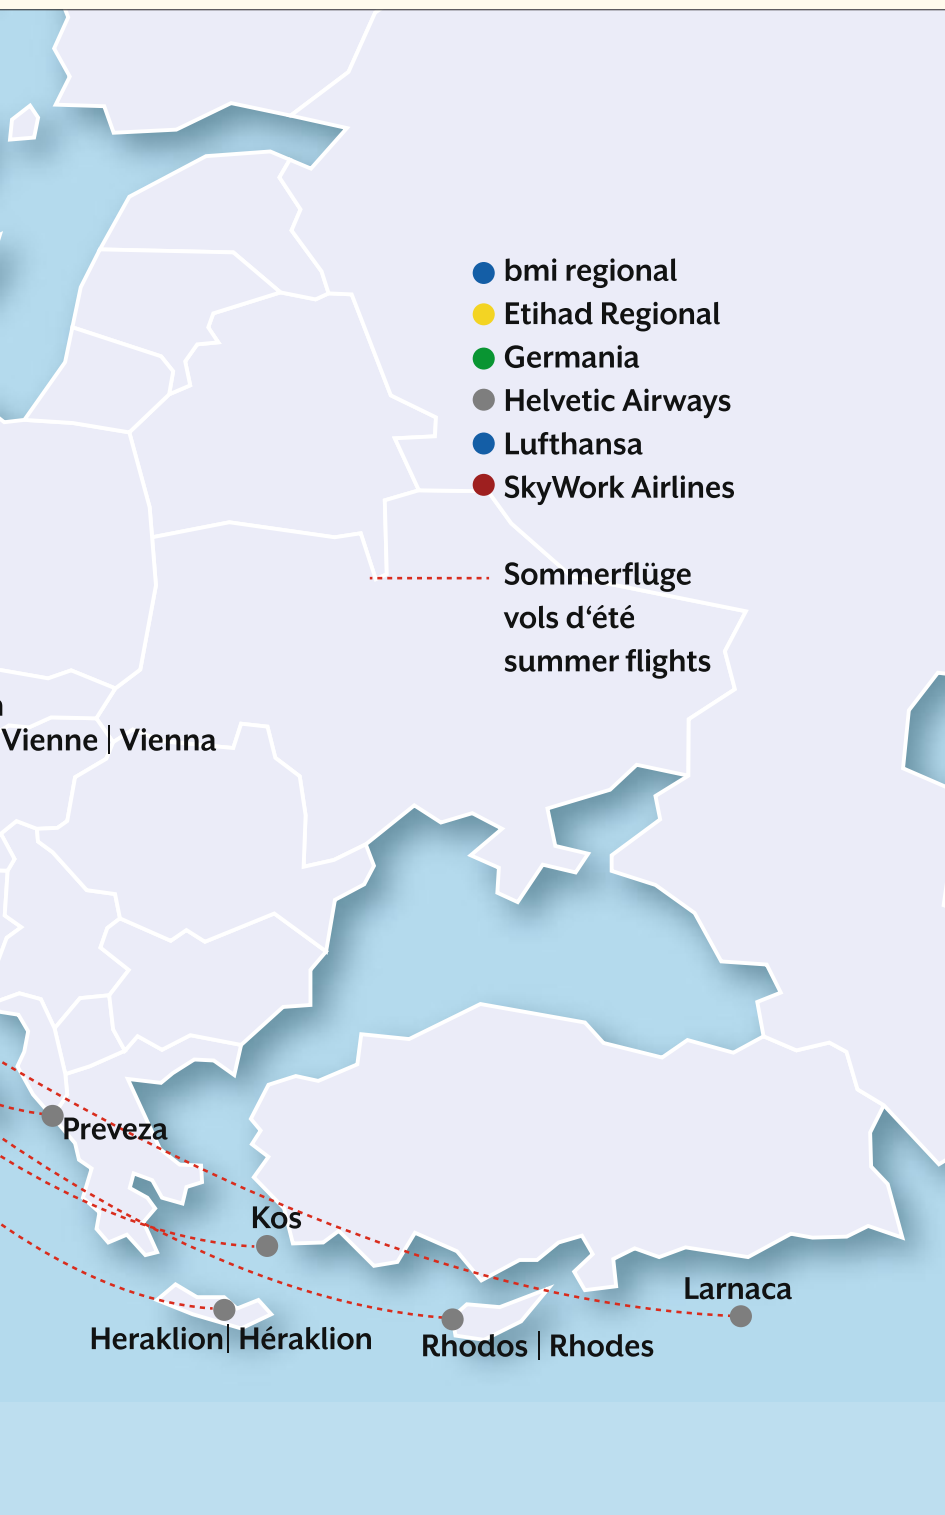 bmi regional
Etihad Regional
Germania
Helvetic Airways
Lufthansa
SkyWork Airlines
Sommerflüge
vols d‘été
summer flights
Vienne | Vienna
Preveza
Kos
Larnaca
Heraklion | Héraklion
Rhodos | Rhodes